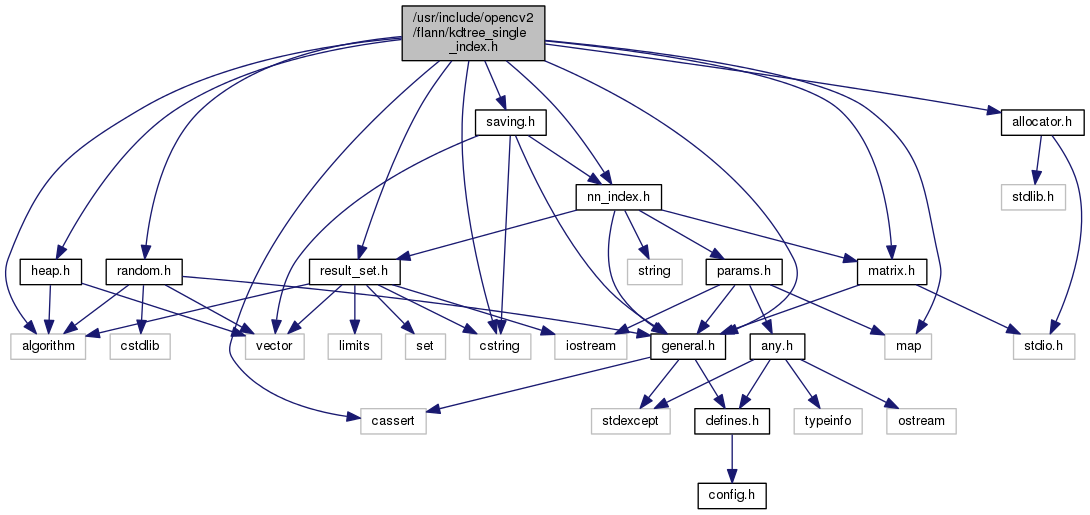 /usr/include/opencv2
/flann/kdtree_single
_index.h
saving.h
allocator.h
nn_index.h
stdlib.h
heap.h
random.h
result_set.h
string
params.h
matrix.h
algorithm
cstdlib
vector
limits
set
cstring
iostream
general.h
any.h
map
stdio.h
cassert
stdexcept
defines.h
typeinfo
ostream
config.h